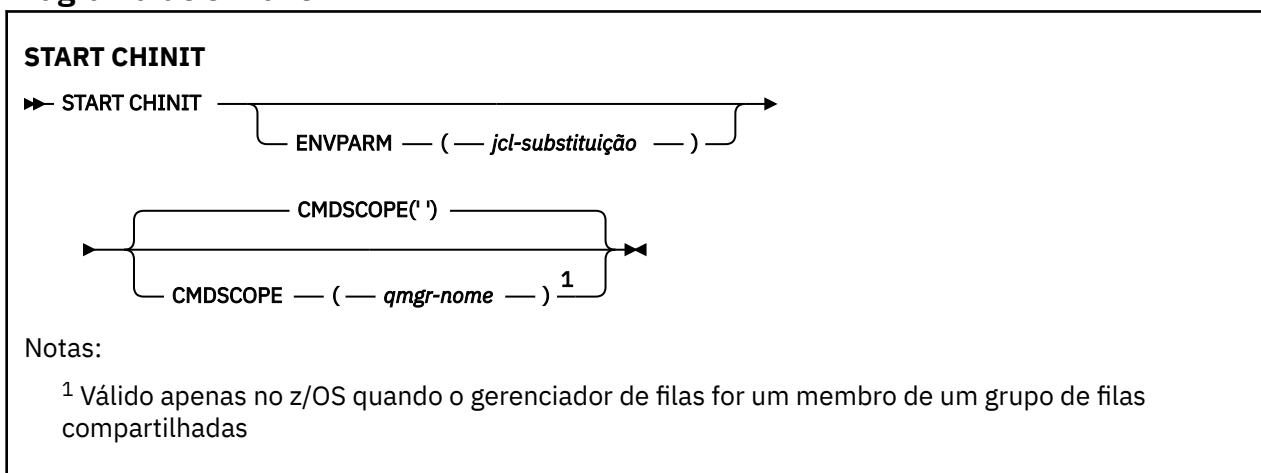 START CHINIT
START CHINIT
ENVPARM ( jcl-substituição )
CMDSCOPE(' ')
CMDSCOPE ( qmgr-nome ) 1
Notas:
1 Válido apenas no z/OS quando o gerenciador de filas for um membro de um grupo de filas
compartilhadas